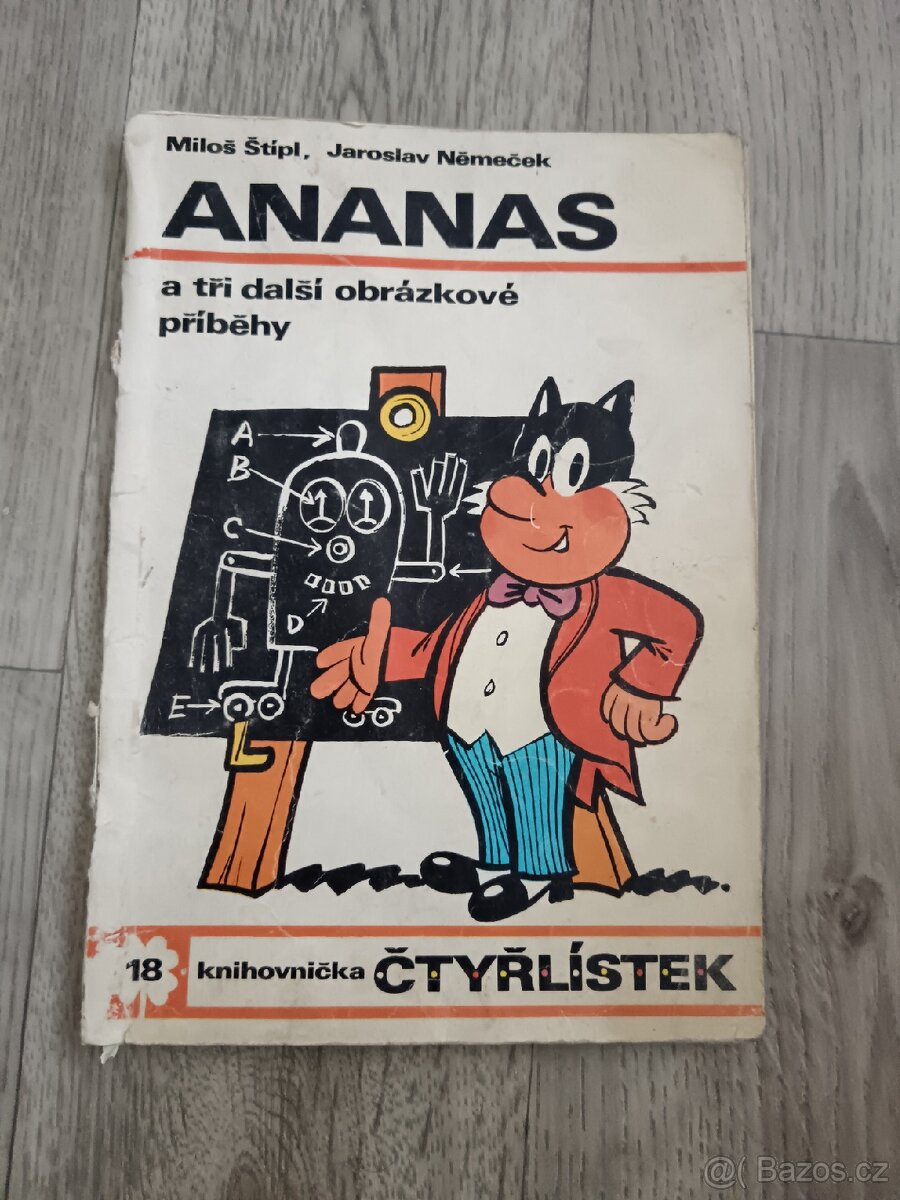 Miloš Štípl, Jaroslav Němeček
ANANAS
a tři další obrázkové
příběhy
A
B
C
D
E
18 knihovnička ČTYŘLÍSTEK
@( Bazos.cz